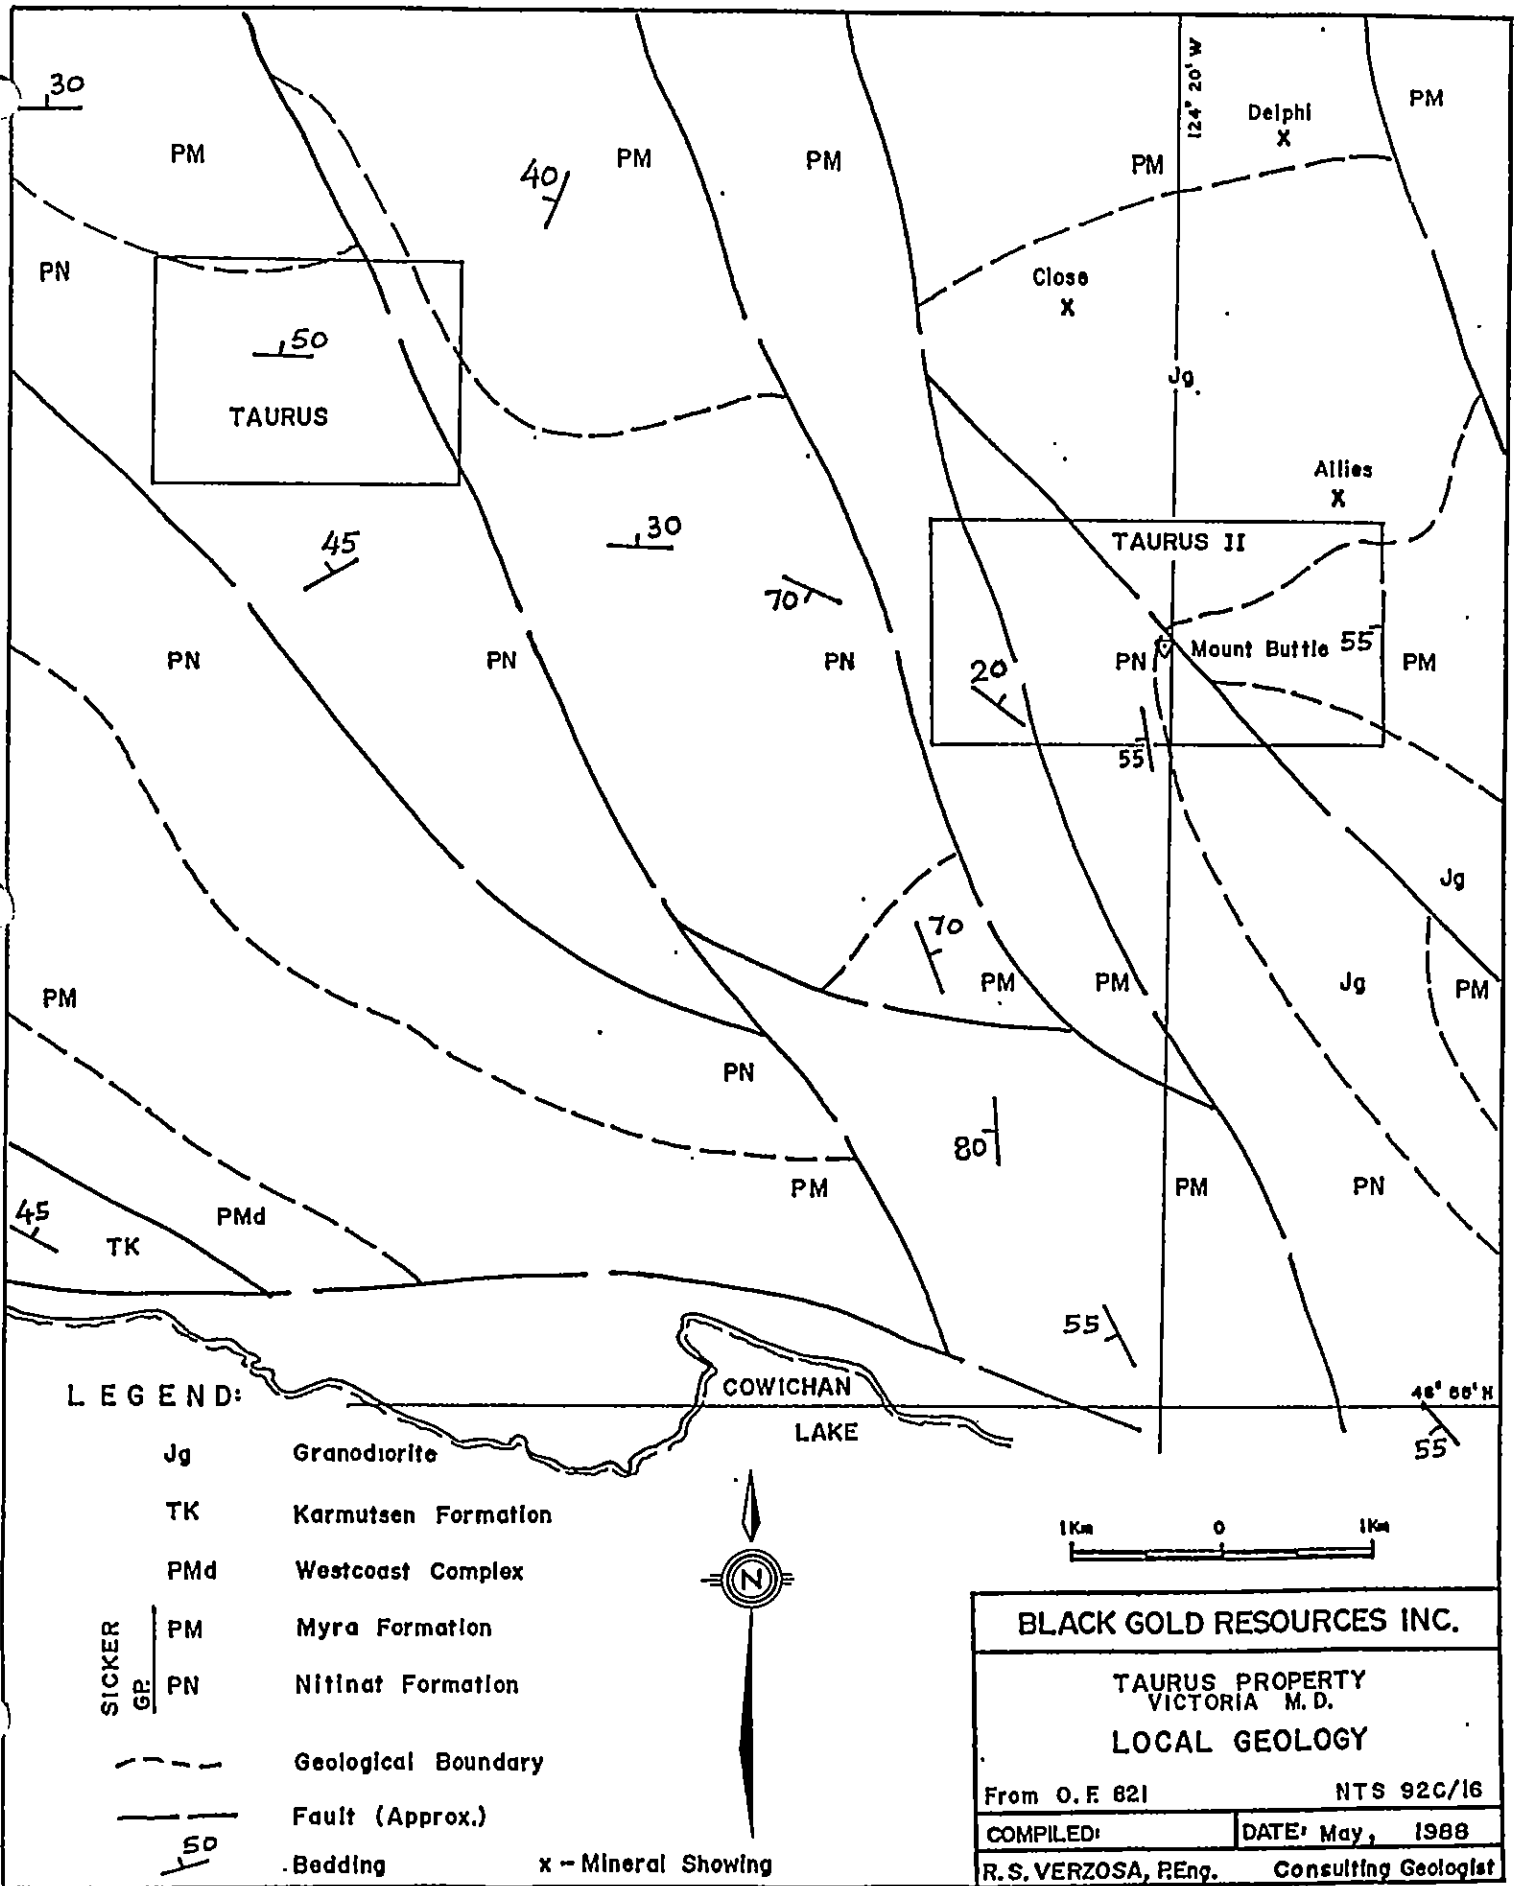 30
PM
40
PM
PM
PM
124° 20' W
Delphi
X
PM
PN
Close
X
50
TAURUS
Jg
Allies
X
45
30
70
TAURUS II
PN
PN
PN
20
PN
Mount Buttle
55
PM
55
Jg
70
PM
PM
PM
Jg
PM
PN
80
PM
PM
PN
45
TK
PMd
55
COWICHAN
LAKE
55
LEGEND:
Jg Granodiorite
TK Karmutsen Formation
PMd Westcoast Complex
SICKER GP.
PM Myra Formation
PN Nitinat Formation
Geological Boundary
Fault (Approx.)
50
Bedding
x - Mineral Showing
N
1Km 0 1Km
BLACK GOLD RESOURCES INC.
TAURUS PROPERTY
VICTORIA M.D.
LOCAL GEOLOGY
From O.F. 821 NTS 92C/16
COMPILED: DATE: May, 1988
R.S. VERZOSA, P.Eng. Consulting Geologist